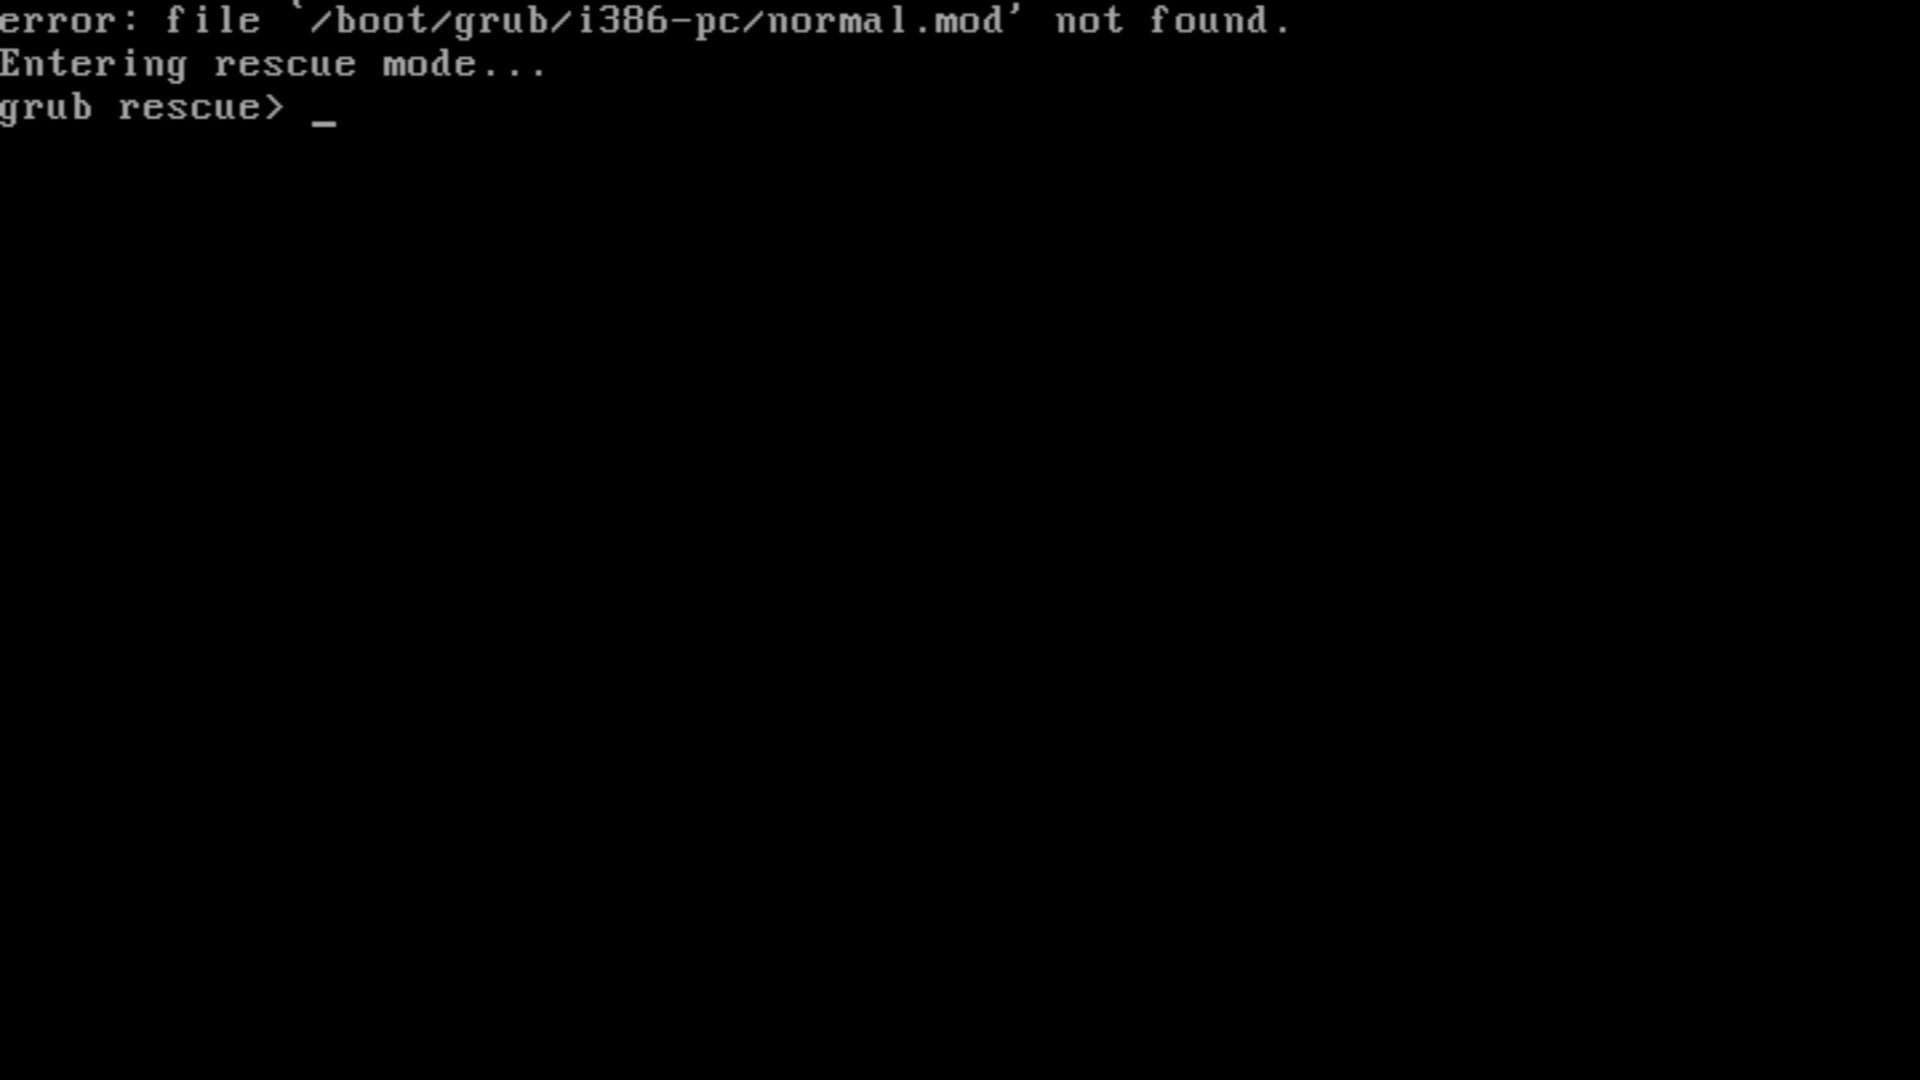 error: file `/boot/grub/i386-pc/normal.mod' not found.
Entering rescue mode...
grub rescue> _